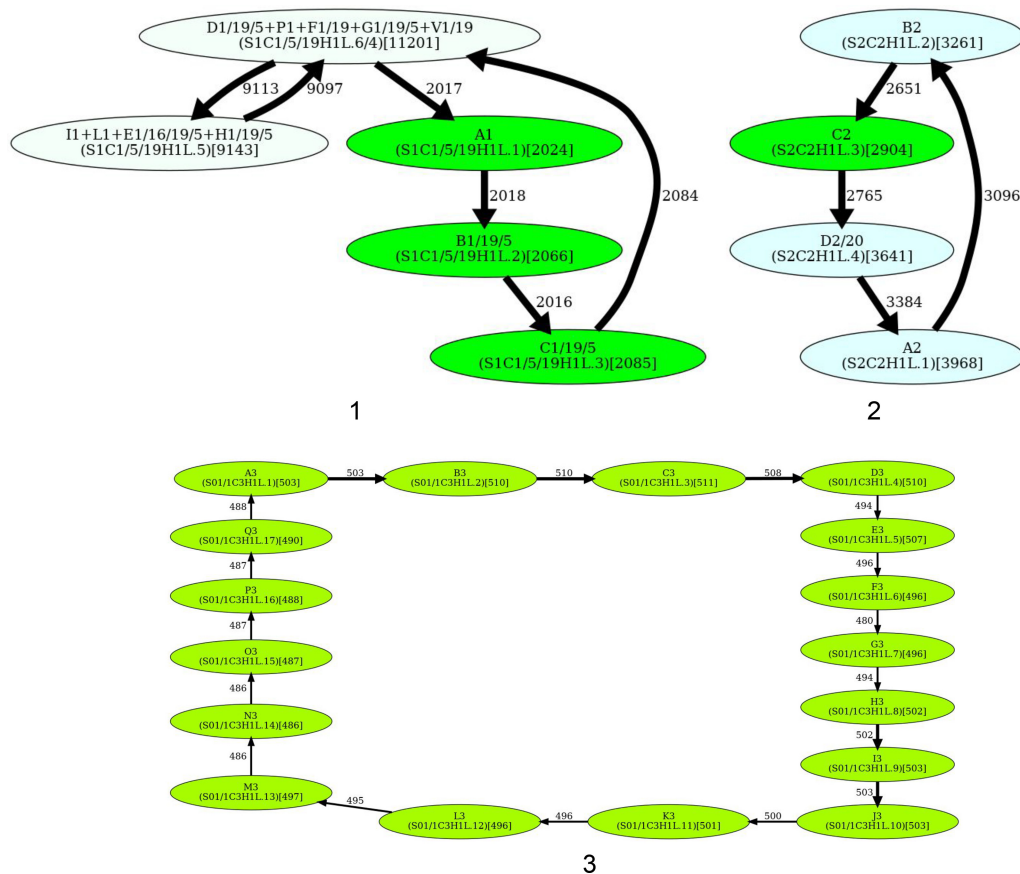 D1/19/5+P1+F1/19+G1/19/5+V1/19
(S1C1/5/19H1L.6/4)[11201]
9113
9097
2017
I1+L1+E1/16/19/5+H1/19/5
(S1C1/5/19H1L.5)[9143]
A1
(S1C1/5/19H1L.1)[2024]
2018
2084
B1/19/5
(S1C1/5/19H1L.2)[2066]
2016
C1/19/5
(S1C1/5/19H1L.3)[2085]
1
B2
(S2C2H1L.2)[3261]
2651
C2
(S2C2H1L.3)[2904]
2765
3096
D2/20
(S2C2H1L.4)[3641]
3384
A2
(S2C2H1L.1)[3968]
2
A3
(S01/1C3H1L.1)[503]
503
B3
(S01/1C3H1L.2)[510]
510
C3
(S01/1C3H1L.3)[511]
508
D3
(S01/1C3H1L.4)[510]
494
E3
(S01/1C3H1L.5)[507]
496
F3
(S01/1C3H1L.6)[496]
480
G3
(S01/1C3H1L.7)[496]
494
H3
(S01/1C3H1L.8)[502]
502
I3
(S01/1C3H1L.9)[503]
503
J3
(S01/1C3H1L.10)[503]
500
K3
(S01/1C3H1L.11)[501]
496
L3
(S01/1C3H1L.12)[496]
495
M3
(S01/1C3H1L.13)[497]
486
N3
(S01/1C3H1L.14)[486]
486
O3
(S01/1C3H1L.15)[487]
487
P3
(S01/1C3H1L.16)[488]
487
Q3
(S01/1C3H1L.17)[490]
488
3